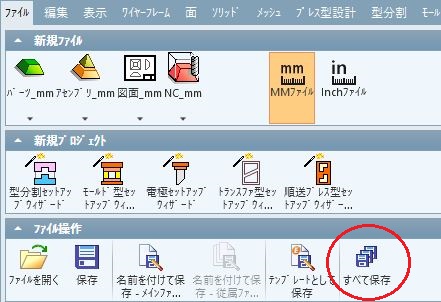 ファイル 編集 表示 ワイヤーフレーム 面 ソリッド メッシュ プレス型設計 型分割 モール
新規ファイル
パーツ_mm アセンブリ_mm 図面_mm NC_mm mm MMファイル in Inchファイル
新規プロジェクト
型分割セットアップ モールド型セッ 電極セットアップ トランスファ型セッ 順送プレス型セッ
ウィザード トアップウィ... ウィザード トアップウィ... トアップウィ...
ファイル操作
ファイルを開く 保存 名前を付けて保 名前を付けて保 テンプレートとして すべて保存
存 - メインファ... 存 - 従属ファ... 保存